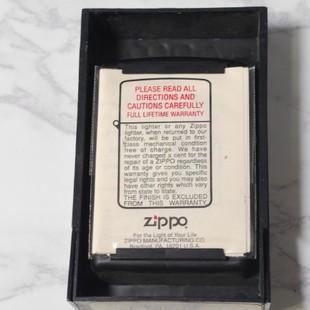 PLEASE READ ALL
DIRECTIONS AND
CAUTIONS CAREFULLY
FULL LIFETIME WARRANTY
This lighter or any Zippo
lighter, when returned to our
factory, will be put in first-
class mechanical condition
free of charge. We have
never charged a cent for the
repair of a ZIPPO regardless
of its age or condition. This
warranty gives you specific
legal rights and you may also
have other rights which vary
from state to state.
THE FINISH IS EXCLUDED
FROM THIS WARRANTY
zippo
For the Light of Your Life
ZIPPO MANUFACTURING CO.
Bradford, PA. 16701 U.S.A.